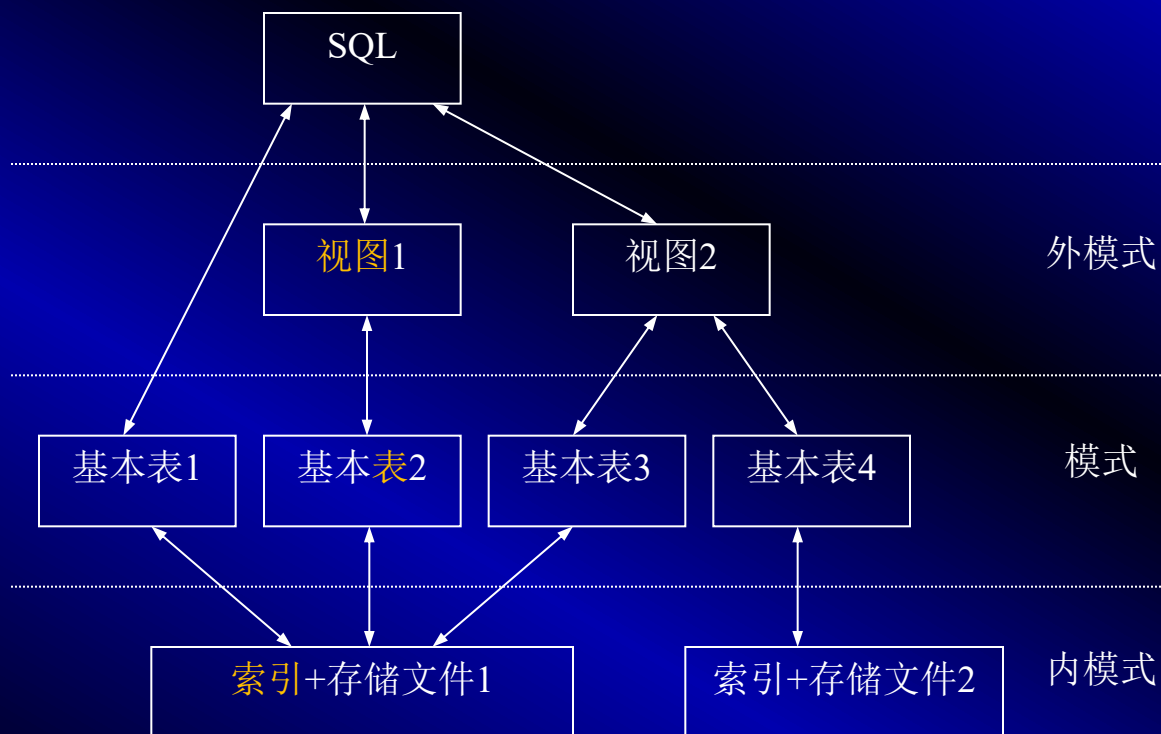 SQL
视图1
视图2
外模式
基本表1
基本表2
基本表3
基本表4
模式
索引+存储文件1
索引+存储文件2
内模式